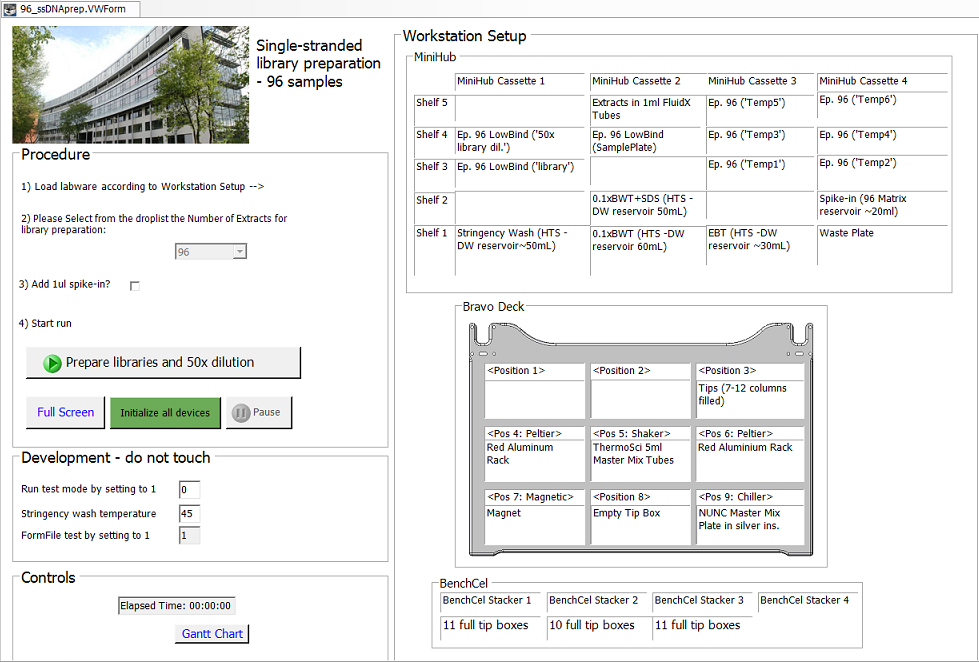 96_ssDNAprep.VWForm
Single-stranded
library preparation
- 96 samples
Procedure
1) Load labware according to Workstation Setup -->
2) Please Select from the droplist the Number of Extracts for
library preparation:
96
3) Add 1ul spike-in?
4) Start run
Prepare libraries and 50x dilution
Full Screen
Initialize all devices
Pause
Development - do not touch
Run test mode by setting to 1
0
Stringency wash temperature
45
FormFile test by setting to 1
1
Controls
Elapsed Time: 00:00:00
Gantt Chart
Workstation Setup
MiniHub
MiniHub Cassette 1
MiniHub Cassette 2
MiniHub Cassette 3
MiniHub Cassette 4
Shelf 5
Extracts in 1ml FluidX
Tubes
Ep. 96 ('Temp5')
Ep. 96 ('Temp6')
Shelf 4
Ep. 96 LowBind ('50x
library dil.')
Ep. 96 LowBind
(SamplePlate)
Ep. 96 ('Temp3')
Ep. 96 ('Temp4')
Shelf 3
Ep. 96 LowBind ('library')
Ep. 96 ('Temp1')
Ep. 96 ('Temp2')
Shelf 2
0.1xBWT+SDS (HTS -
DW reservoir 50mL)
Spike-in (96 Matrix
reservoir ~20ml)
Shelf 1
Stringency Wash (HTS -
DW reservoir~50mL)
0.1xBWT (HTS -DW
reservoir 60mL)
EBT (HTS -DW
reservoir ~30mL)
Waste Plate
Bravo Deck
<Position 1>
<Position 2>
<Position 3>
Tips (7-12 columns
filled)
<Pos 4: Peltier>
Red Aluminum
Rack
<Pos 5: Shaker>
ThermoSci 5ml
Master Mix Tubes
<Pos 6: Peltier>
Red Aluminium Rack
<Pos 7: Magnetic>
Magnet
<Position 8>
Empty Tip Box
<Pos 9: Chiller>
NUNC Master Mix
Plate in silver ins.
BenchCel
BenchCel Stacker 1
BenchCel Stacker 2
BenchCel Stacker 3
BenchCel Stacker 4
11 full tip boxes
10 full tip boxes
11 full tip boxes